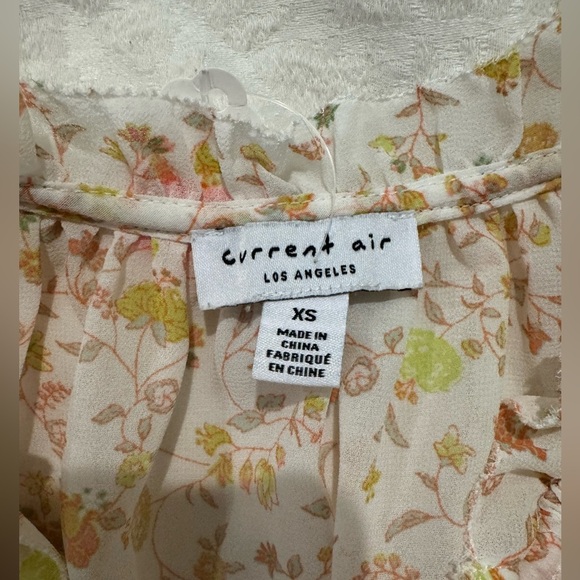 current air
LOS ANGELES
XS
MADE IN
CHINA
FABRIQUÉ
EN CHINE